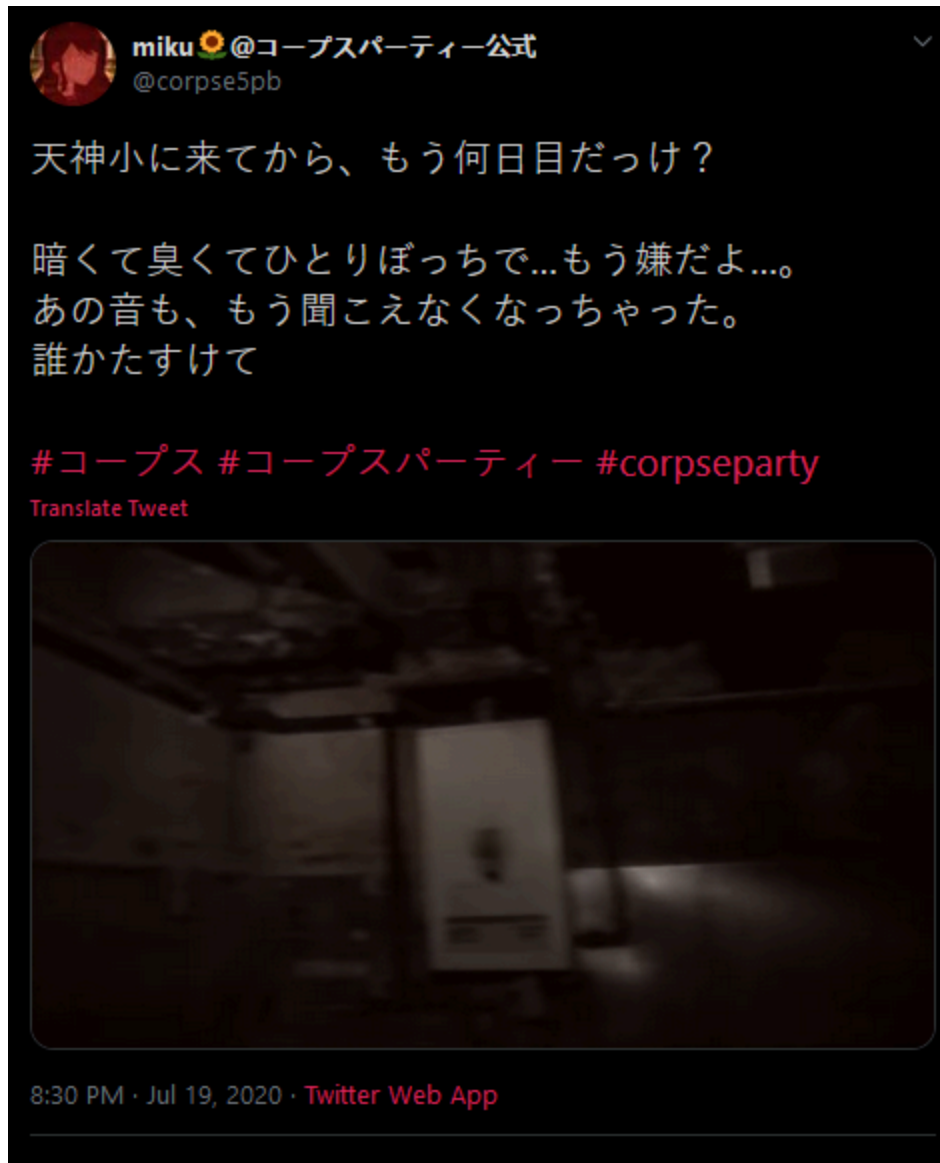 miku🌻@コープスパーティー公式
@corpse5pb
天神小に来てから、もう何日目だっけ？
暗くて臭くてひとりぼっちで...もう嫌だよ...。
あの音も、もう聞こえなくなっちゃった。
誰かたすけて
#コープス #コープスパーティー #corpseparty
Translate Tweet
8:30 PM · Jul 19, 2020 · Twitter Web App